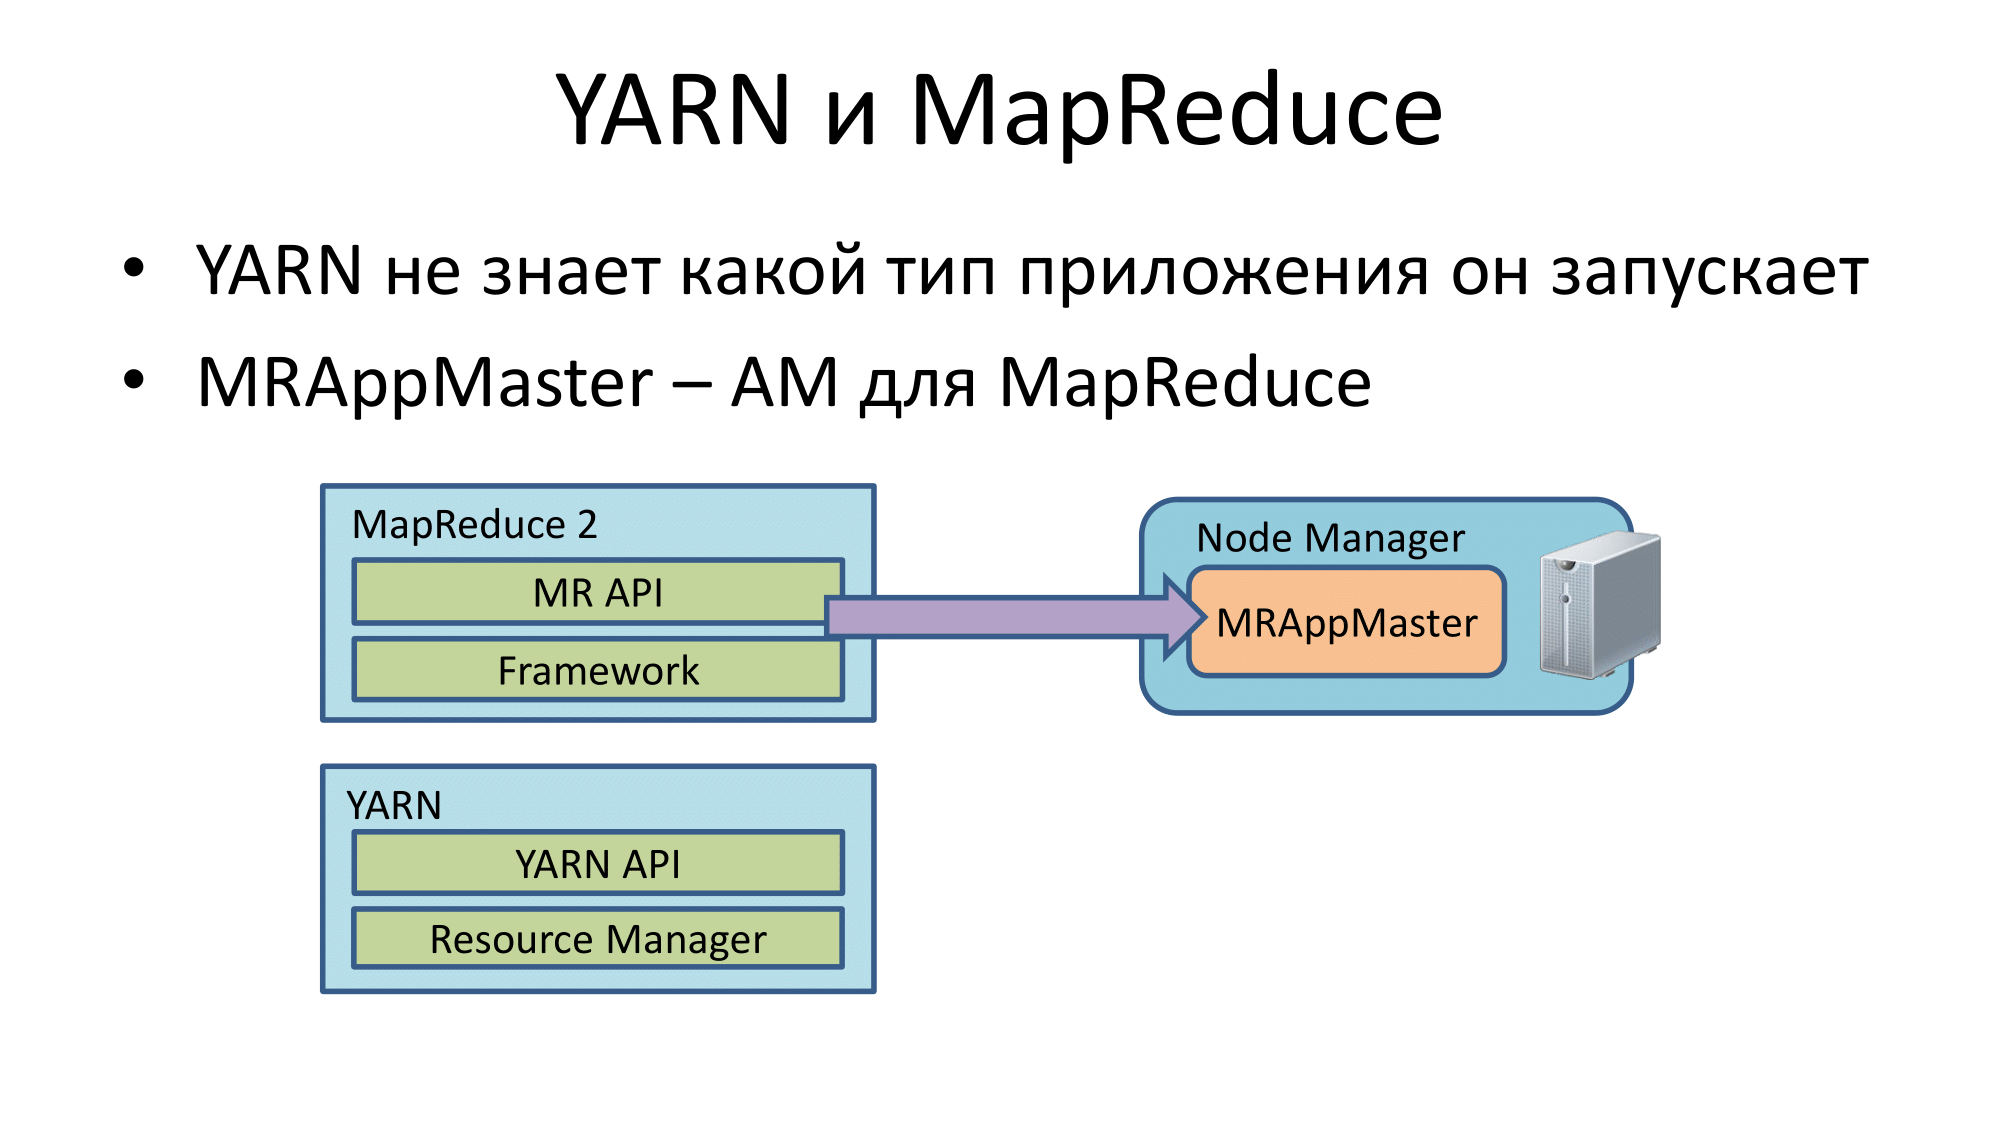 YARN и MapReduce
• YARN не знает какой тип приложения он запускает
• MRAppMaster – AM для MapReduce
MapReduce 2
MR API
Framework
Node Manager
MRAppMaster
YARN
YARN API
Resource Manager